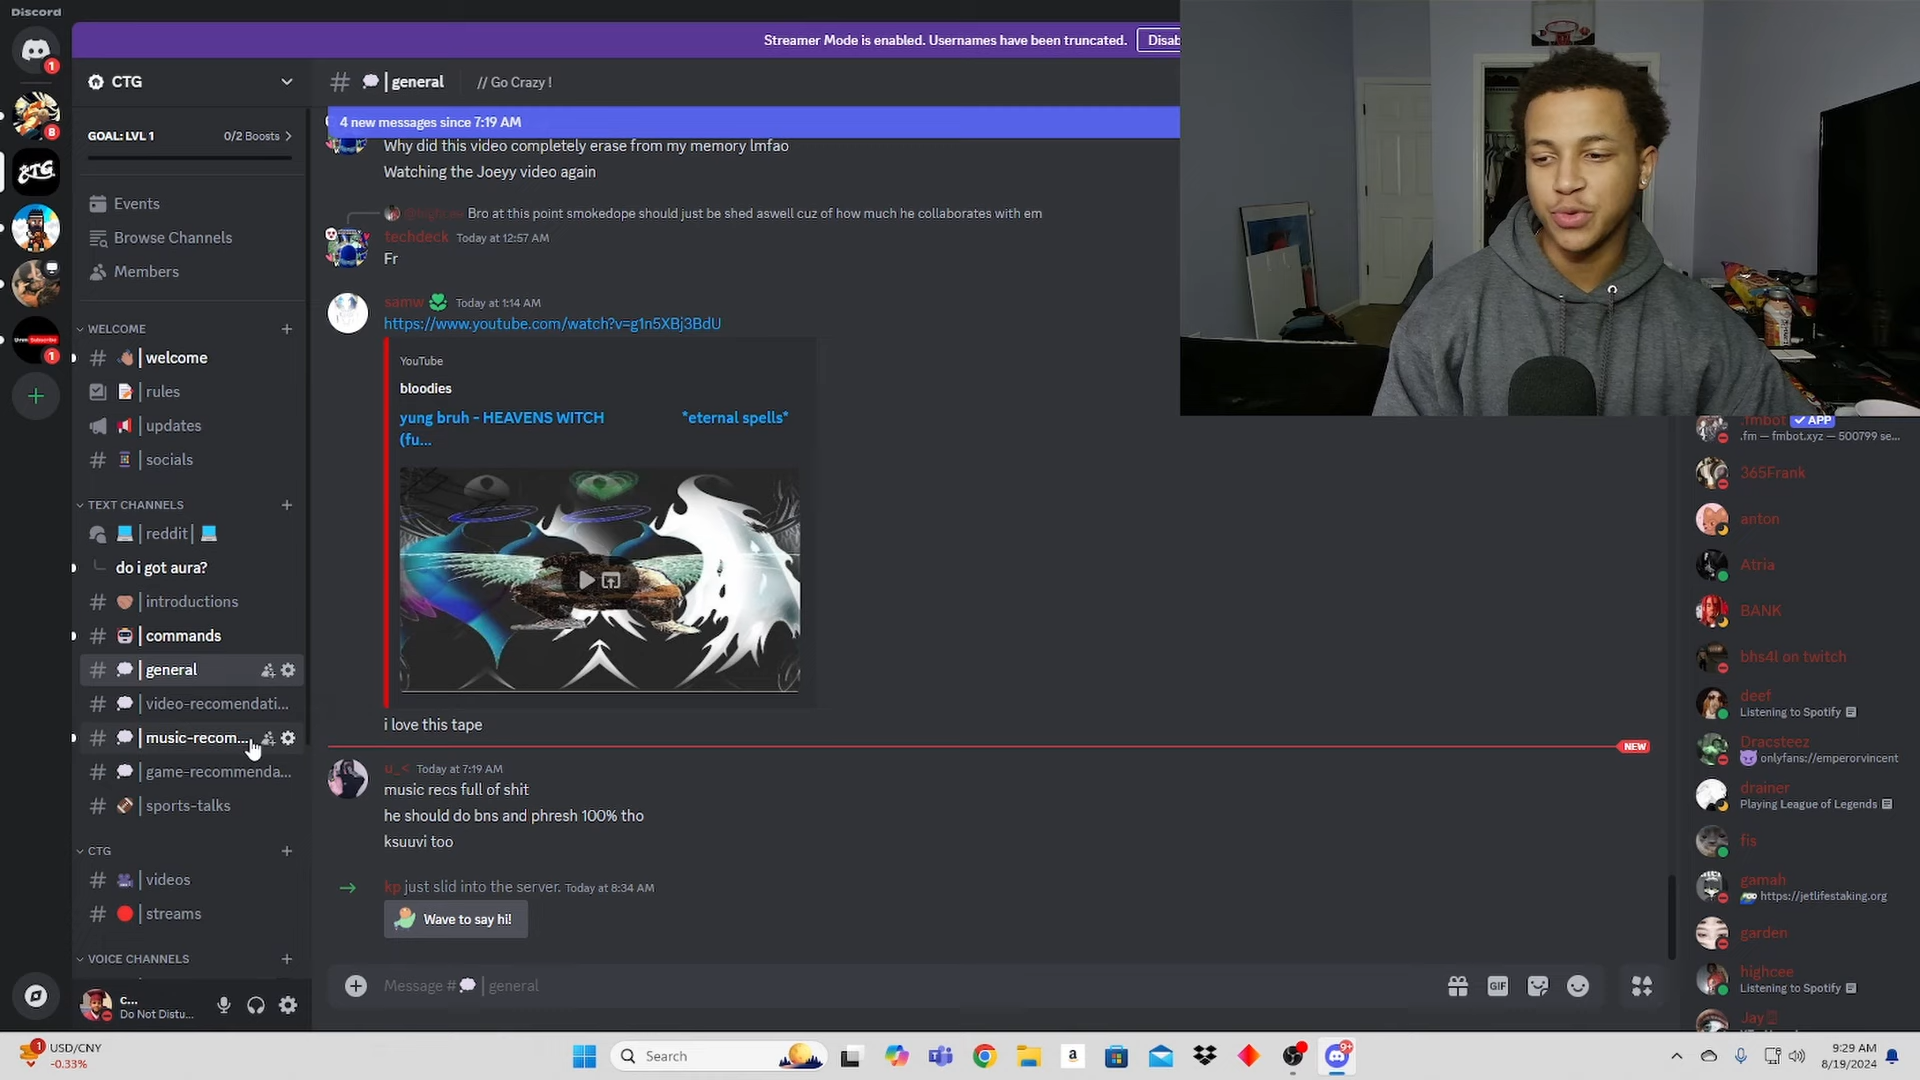 Discord
Streamer Mode is enabled. Usernames have been truncated.
Disab
CTG
general
// Go Crazy !
GOAL: LVL 1
0/2 Boosts
Events
Browse Channels
Members
WELCOME
welcome
rules
updates
socials
TEXT CHANNELS
reddit
do i got aura?
introductions
commands
general
video-recomendati...
music-recom...
game-recommenda...
sports-talks
CTG
videos
streams
VOICE CHANNELS
c...
Do Not Distu...
4 new messages since 7:19 AM
Why did this video completely erase from my memory lmfao
Watching the Joeyy video again
Bro at this point smokedope should just be shed aswell cuz of how much he collaborates with em
techdeck Today at 12:57 AM
Fr
samw Today at 1:14 AM
https://www.youtube.com/watch?v=g1n5XBj3BdU
YouTube
bloodies
yung bruh - HEAVENS WITCH *eternal spells*
(fu...
i love this tape
NEW
u_< Today at 7:19 AM
music recs full of shit
he should do bns and phresh 100% tho
ksuuvi too
kp just slid into the server. Today at 8:34 AM
Wave to say hi!
Message # general
GIF
.fmbot APP
.fm — fmbot.xyz — 500799 se...
365Frank
anton
Atria
BANK
bhs4l on twitch
deef
Listening to Spotify
Dracsteez
onlyfans://emperorvincent
drainer
Playing League of Legends
fis
gamah
https://jetlifestaking.org
garden
highcee
Listening to Spotify
Jay
USD/CNY
-0.33%
Search
9:29 AM
8/19/2024